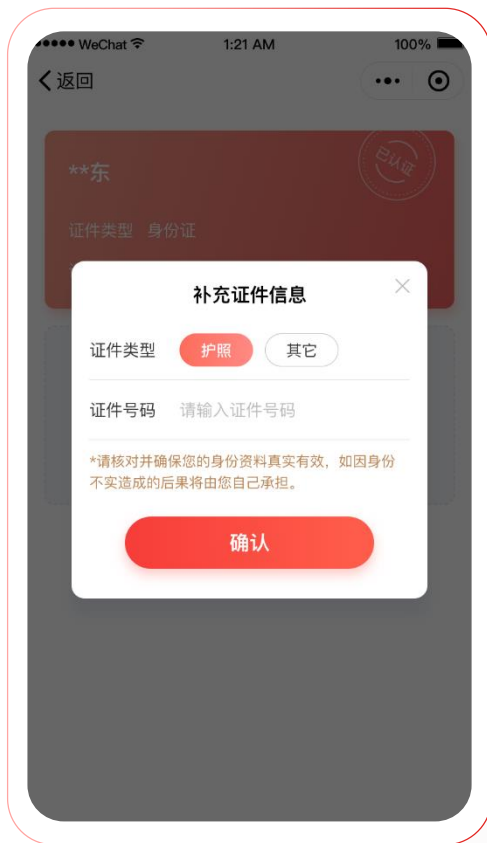 WeChat 1:21 AM 100%
返回
**东
已认证
证件类型 身份证
补充证件信息
证件类型 护照 其它
证件号码 请输入证件号码
*请核对并确保您的身份资料真实有效，如因身份
不实造成的后果将由您自己承担。
确认